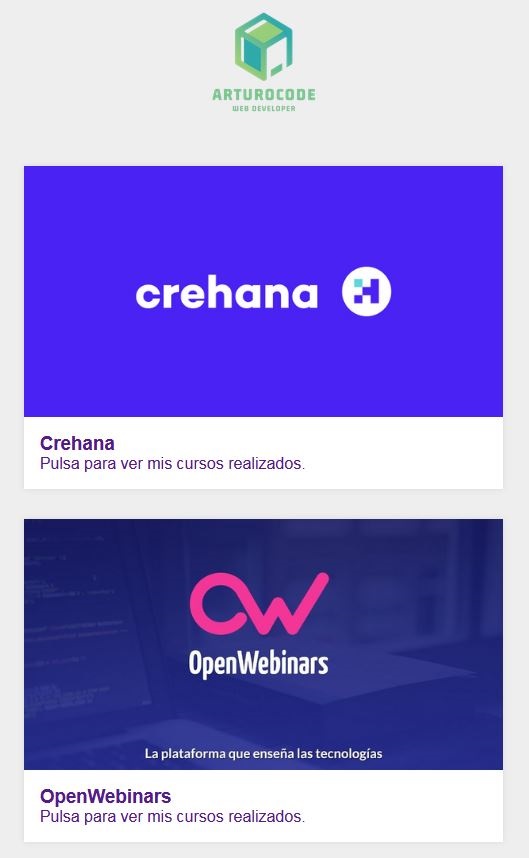 ARTUROCODE
WEB DEVELOPER
crehana
Crehana
Pulsa para ver mis cursos realizados.
OpenWebinars
La plataforma que enseña las tecnologías
OpenWebinars
Pulsa para ver mis cursos realizados.